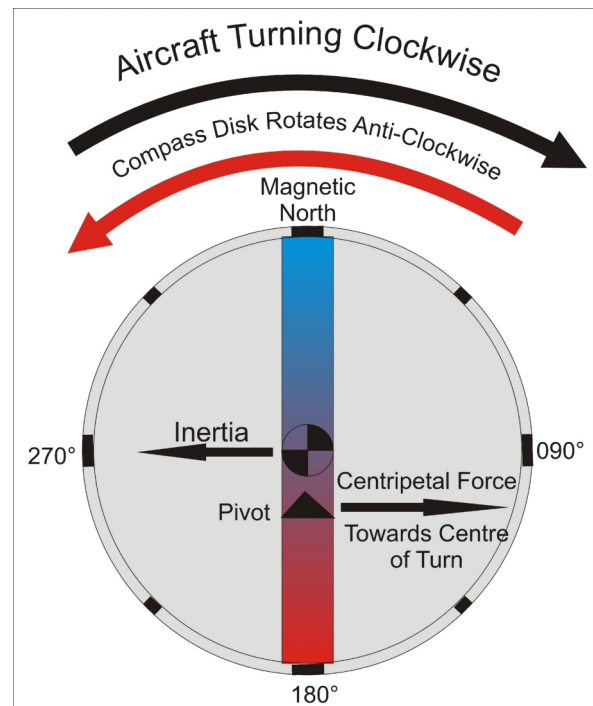 Aircraft Turning Clockwise
Compass Disk Rotates Anti-Clockwise
Magnetic
North
Inertia
270°
090°
Centripetal Force
Pivot
Towards Centre
of Turn
180°